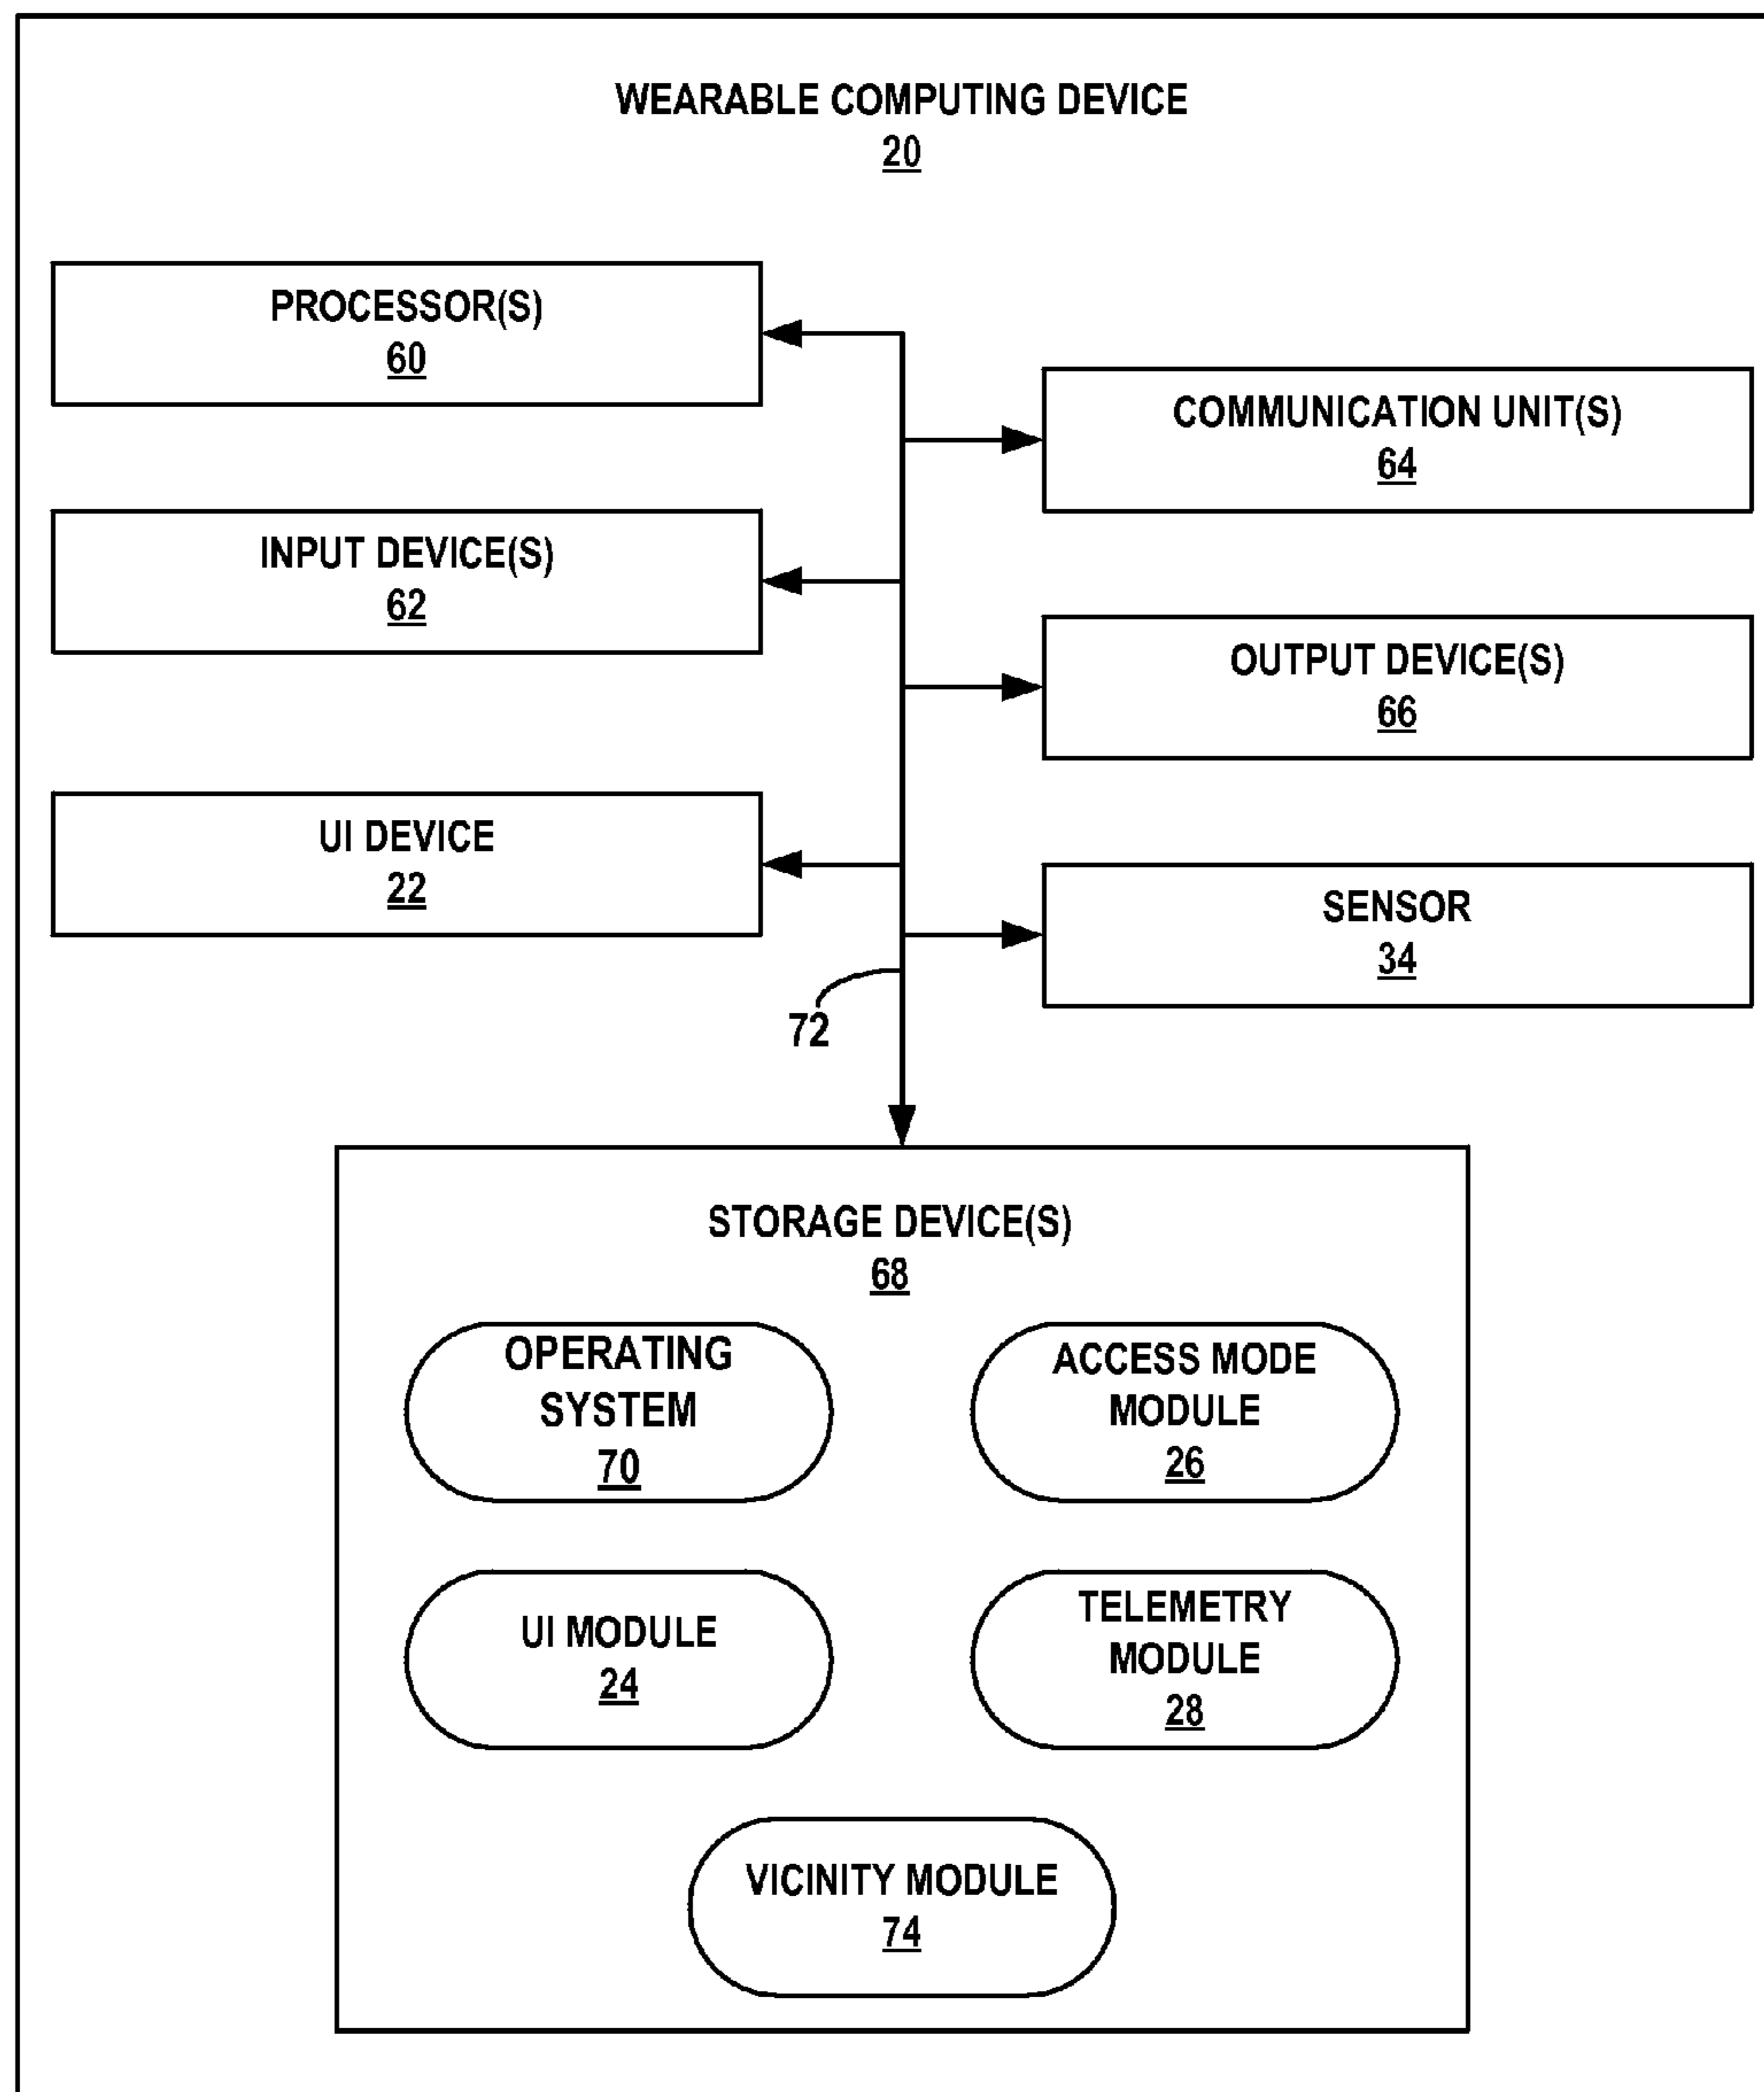 WEARABLE COMPUTING DEVICE
20
PROCESSOR(S)
60
COMMUNICATION UNIT(S)
64
INPUT DEVICE(S)
62
OUTPUT DEVICE(S)
66
UI DEVICE
22
SENSOR
34
72
STORAGE DEVICE(S)
68
OPERATING
SYSTEM
70
ACCESS MODE
MODULE
26
UI MODULE
24
TELEMETRY
MODULE
28
VICINITY MODULE
74